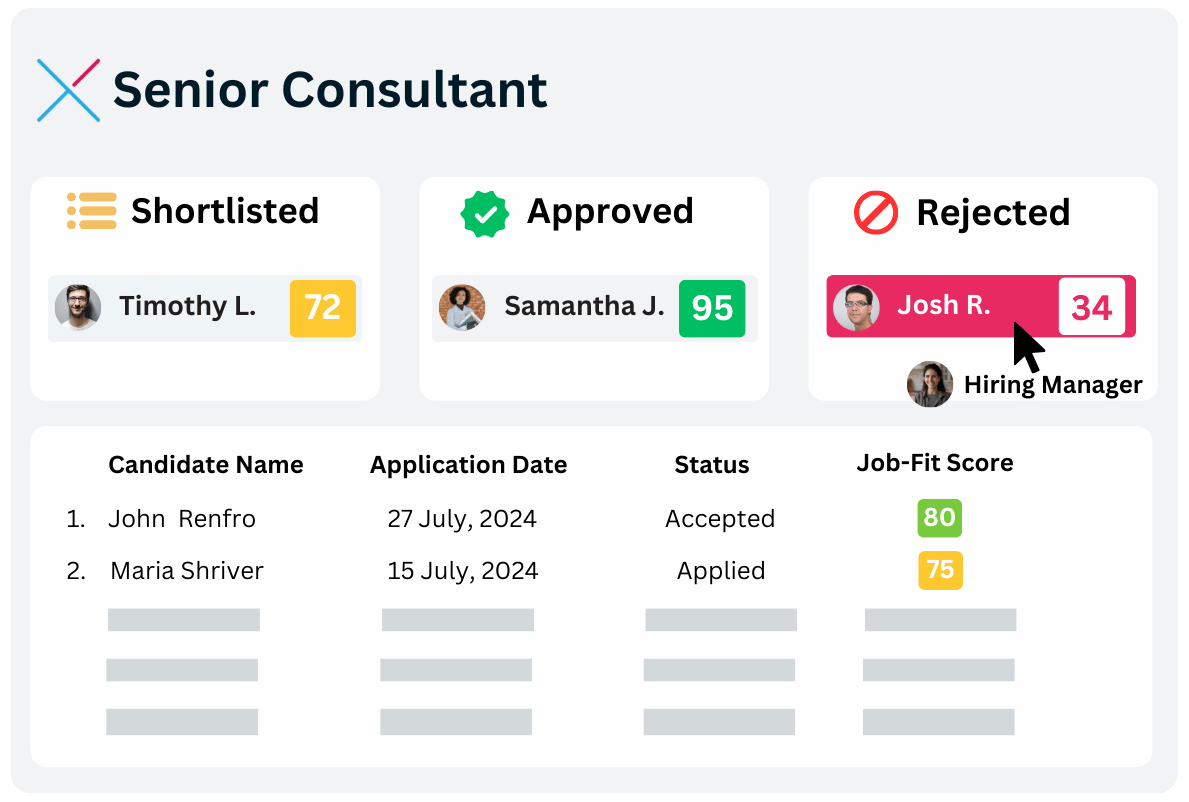 Senior Consultant
Shortlisted
Timothy L. 72
Approved
Samantha J. 95
Rejected
Josh R. 34
Hiring Manager
Candidate Name Application Date Status Job-Fit Score
1. John Renfro 27 July, 2024 Accepted 80
2. Maria Shriver 15 July, 2024 Applied 75